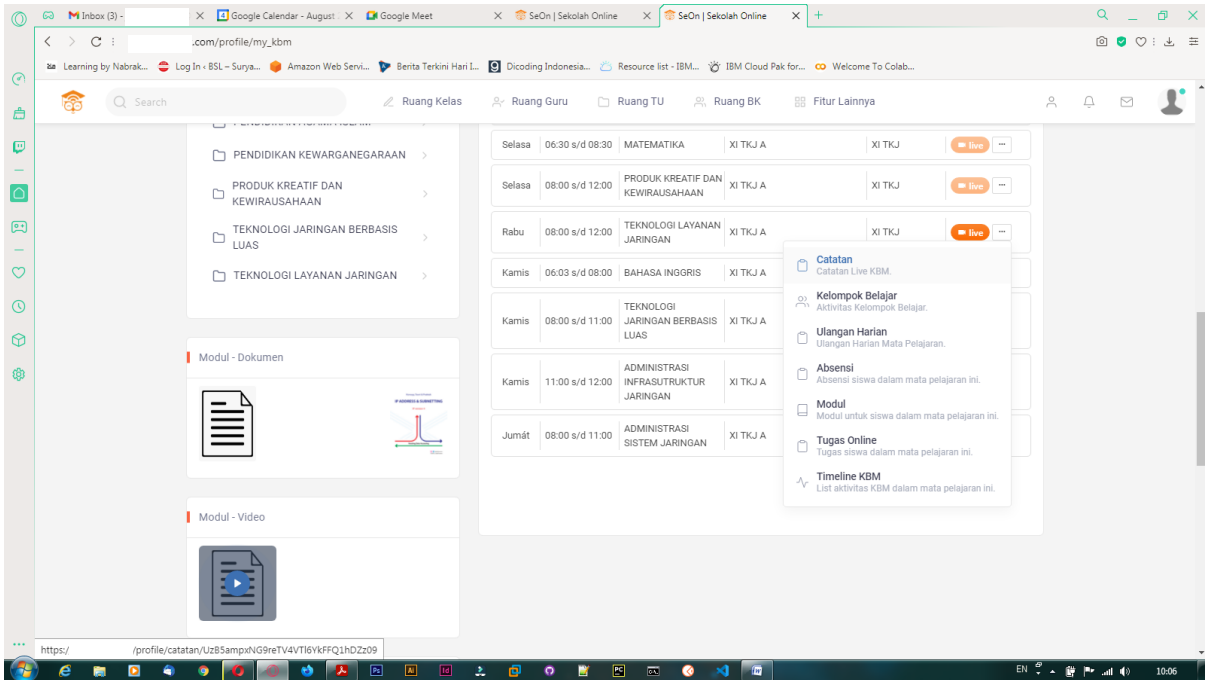 Inbox (3) -
Google Calendar - August
Google Meet
SeOn | Sekolah Online
SeOn | Sekolah Online
.com/profile/my_kbm
Learning by Nabrak...
Log In ‹ BSL – Surya...
Amazon Web Servi...
Berita Terkini Hari I...
Dicoding Indonesia...
Resource list - IBM...
IBM Cloud Pak for...
Welcome To Colab...
Search
Ruang Kelas
Ruang Guru
Ruang TU
Ruang BK
Fitur Lainnya
PENDIDIKAN KEWARGANEGARAAN
PRODUK KREATIF DAN
KEWIRAUSAHAAN
TEKNOLOGI JARINGAN BERBASIS
LUAS
TEKNOLOGI LAYANAN JARINGAN
Modul - Dokumen
IP ADDRESS & SUBNETTING
Modul - Video
Selasa 06:30 s/d 08:30 MATEMATIKA XI TKJ A XI TKJ live ...
Selasa 08:00 s/d 12:00 PRODUK KREATIF DAN
KEWIRAUSAHAAN XI TKJ A XI TKJ live ...
Rabu 08:00 s/d 12:00 TEKNOLOGI LAYANAN
JARINGAN XI TKJ A XI TKJ live ...
Kamis 06:03 s/d 08:00 BAHASA INGGRIS XI TKJ A
Kamis 08:00 s/d 11:00 TEKNOLOGI
JARINGAN BERBASIS
LUAS XI TKJ A
Kamis 11:00 s/d 12:00 ADMINISTRASI
INFRASUTRUKTUR
JARINGAN XI TKJ A
Jumát 08:00 s/d 11:00 ADMINISTRASI
SISTEM JARINGAN XI TKJ A
Catatan
Catatan Live KBM.
Kelompok Belajar
Aktivitas Kelompok Belajar.
Ulangan Harian
Ulangan Harian Mata Pelajaran.
Absensi
Absensi siswa dalam mata pelajaran ini.
Modul
Modul untuk siswa dalam mata pelajaran ini.
Tugas Online
Tugas siswa dalam mata pelajaran ini.
Timeline KBM
List aktivitas KBM dalam mata pelajaran ini.
https:/ /profile/catatan/UzB5ampxNG9reTV4VTl6YkFFQ1hDZz09
Ps
Ai
Id
PC
EN
10:06